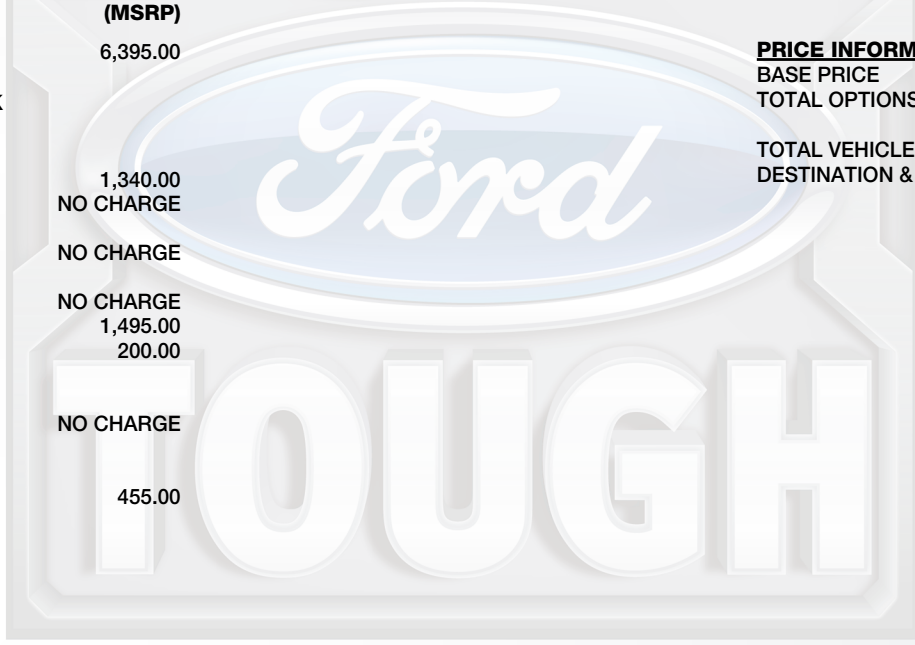 (MSRP)
6,395.00
1,340.00
NO CHARGE
NO CHARGE
NO CHARGE
1,495.00
200.00
NO CHARGE
455.00
PRICE INFORM
BASE PRICE
TOTAL OPTIONS
TOTAL VEHICLE
DESTINATION &
Ford
TOUGH